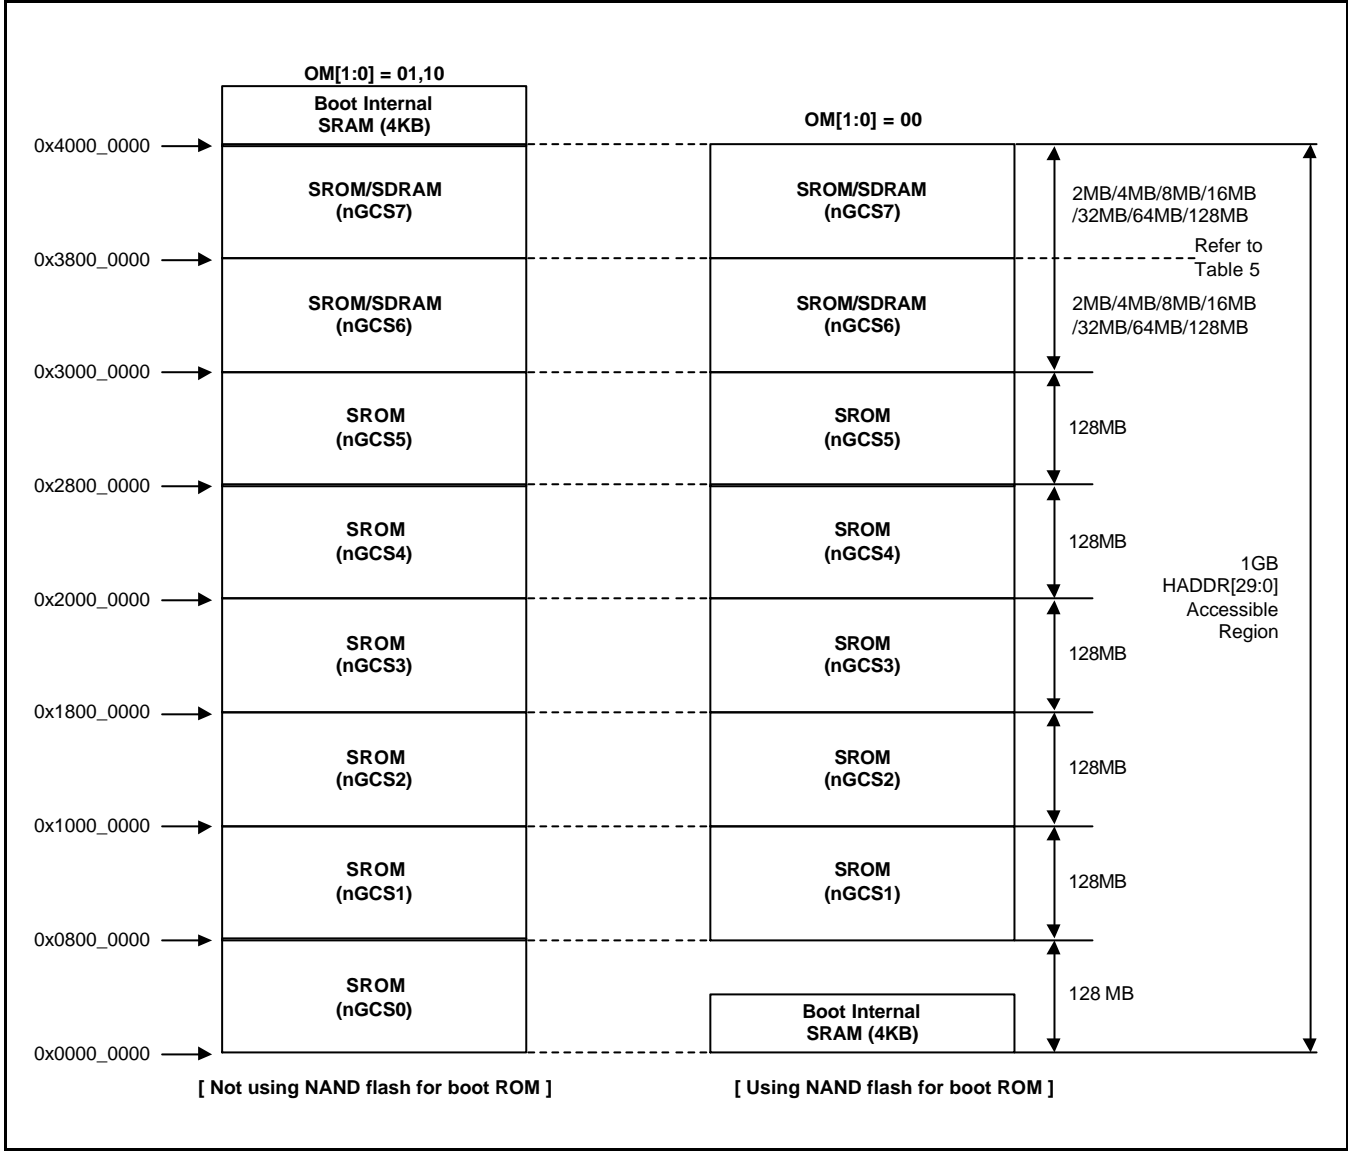 OM[1:0] = 01,10
Boot Internal
SRAM (4KB)
OM[1:0] = 00
0x4000_0000
SROM/SDRAM
(nGCS7)
SROM/SDRAM
(nGCS7)
2MB/4MB/8MB/16MB
/32MB/64MB/128MB
0x3800_0000
Refer to
Table 5
SROM/SDRAM
(nGCS6)
SROM/SDRAM
(nGCS6)
2MB/4MB/8MB/16MB
/32MB/64MB/128MB
0x3000_0000
SROM
(nGCS5)
SROM
(nGCS5)
128MB
0x2800_0000
SROM
(nGCS4)
SROM
(nGCS4)
128MB
1GB
HADDR[29:0]
Accessible
Region
0x2000_0000
SROM
(nGCS3)
SROM
(nGCS3)
128MB
0x1800_0000
SROM
(nGCS2)
SROM
(nGCS2)
128MB
0x1000_0000
SROM
(nGCS1)
SROM
(nGCS1)
128MB
0x0800_0000
SROM
(nGCS0)
Boot Internal
SRAM (4KB)
128 MB
0x0000_0000
[ Not using NAND flash for boot ROM ]
[ Using NAND flash for boot ROM ]